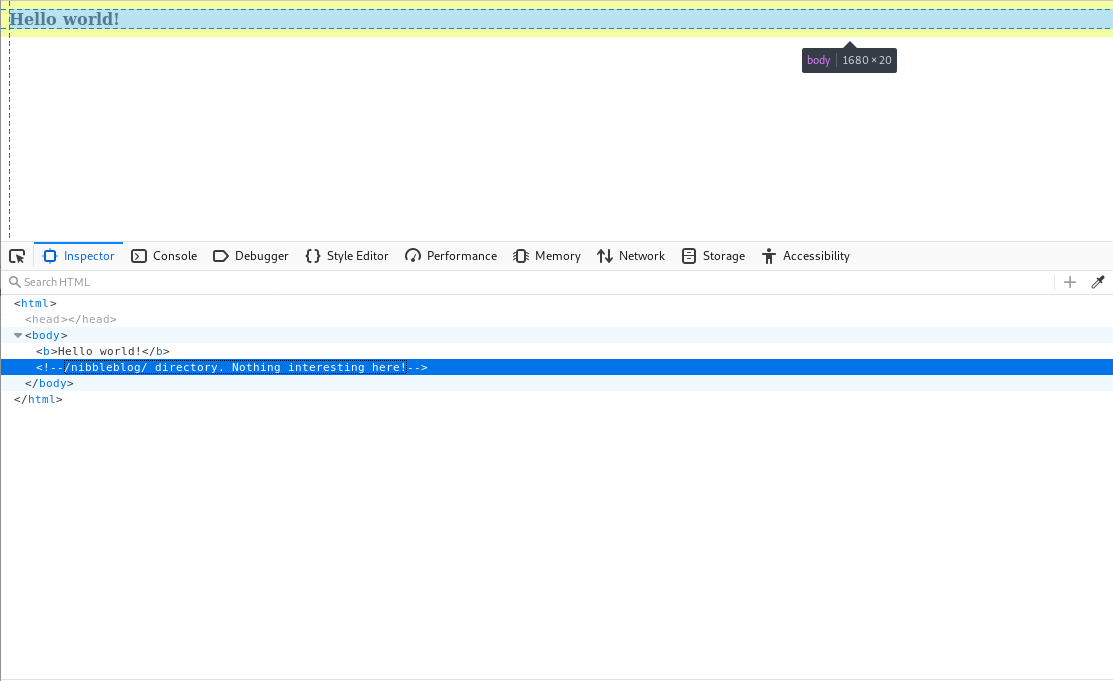 Hello world!
body 1680 × 20
Inspector Console Debugger Style Editor Performance Memory Network Storage Accessibility
Search HTML
<html>
<head></head>
<body>
<b>Hello world!</b>
<!--/nibbleblog/ directory. Nothing interesting here!-->
</body>
</html>